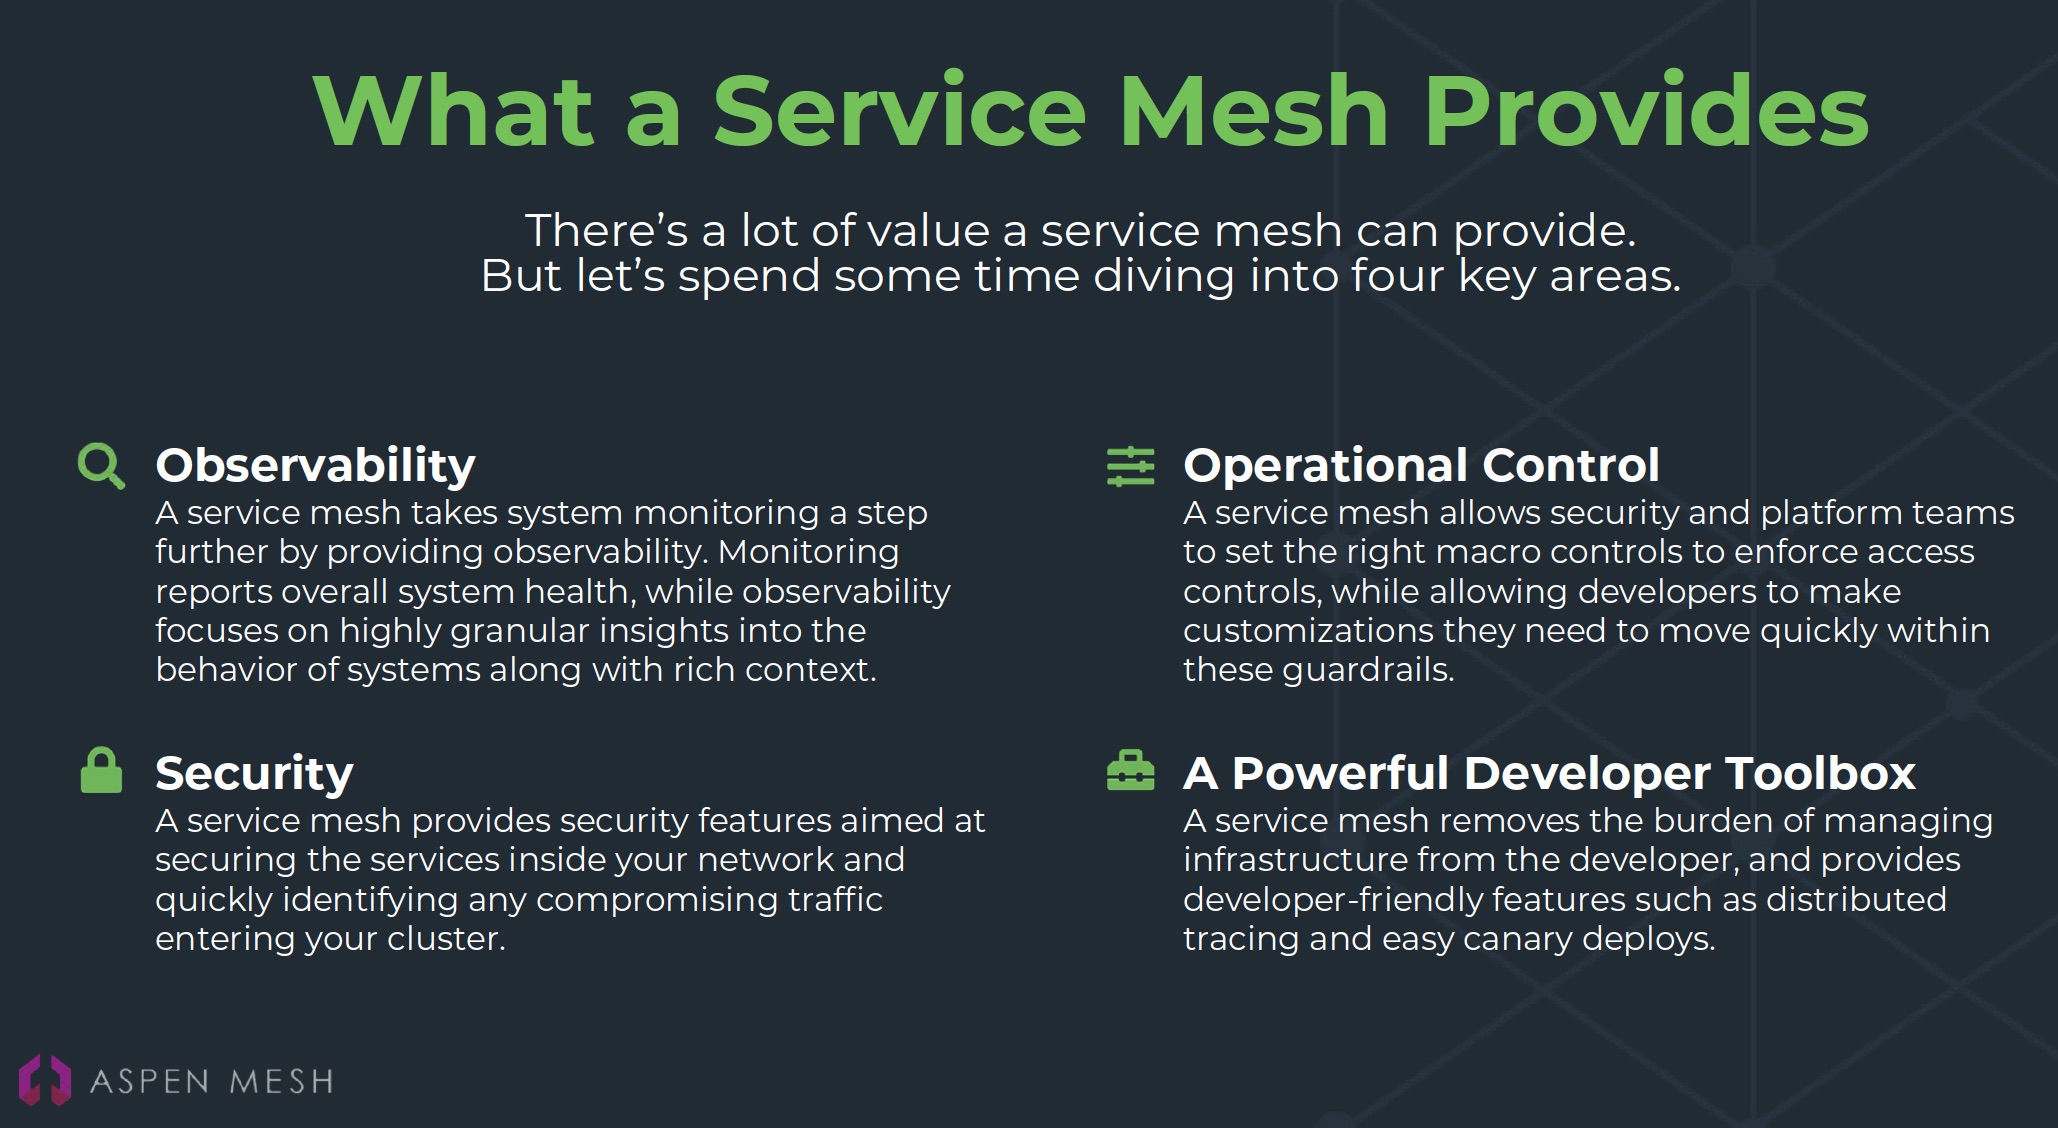 What a Service Mesh Provides
There’s a lot of value a service mesh can provide.
But let’s spend some time diving into four key areas.
Observability
A service mesh takes system monitoring a step
further by providing observability. Monitoring
reports overall system health, while observability
focuses on highly granular insights into the
behavior of systems along with rich context.
Operational Control
A service mesh allows security and platform teams
to set the right macro controls to enforce access
controls, while allowing developers to make
customizations they need to move quickly within
these guardrails.
Security
A service mesh provides security features aimed at
securing the services inside your network and
quickly identifying any compromising traffic
entering your cluster.
A Powerful Developer Toolbox
A service mesh removes the burden of managing
infrastructure from the developer, and provides
developer-friendly features such as distributed
tracing and easy canary deploys.
ASPEN MESH